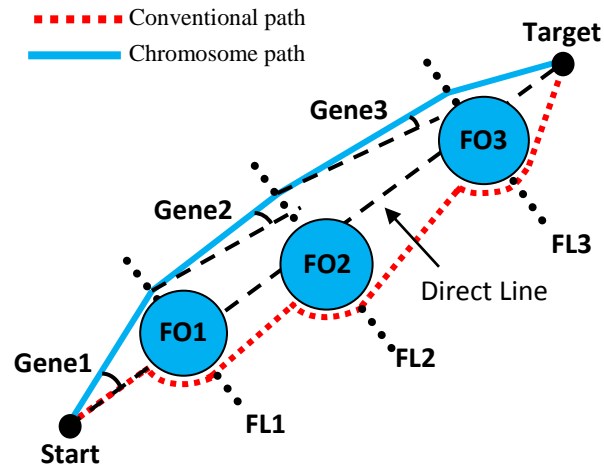 Conventional path
Chromosome path
Target
Gene3
FO3
Gene2
FL3
FO2
Direct Line
FO1
Gene1
FL2
FL1
Start